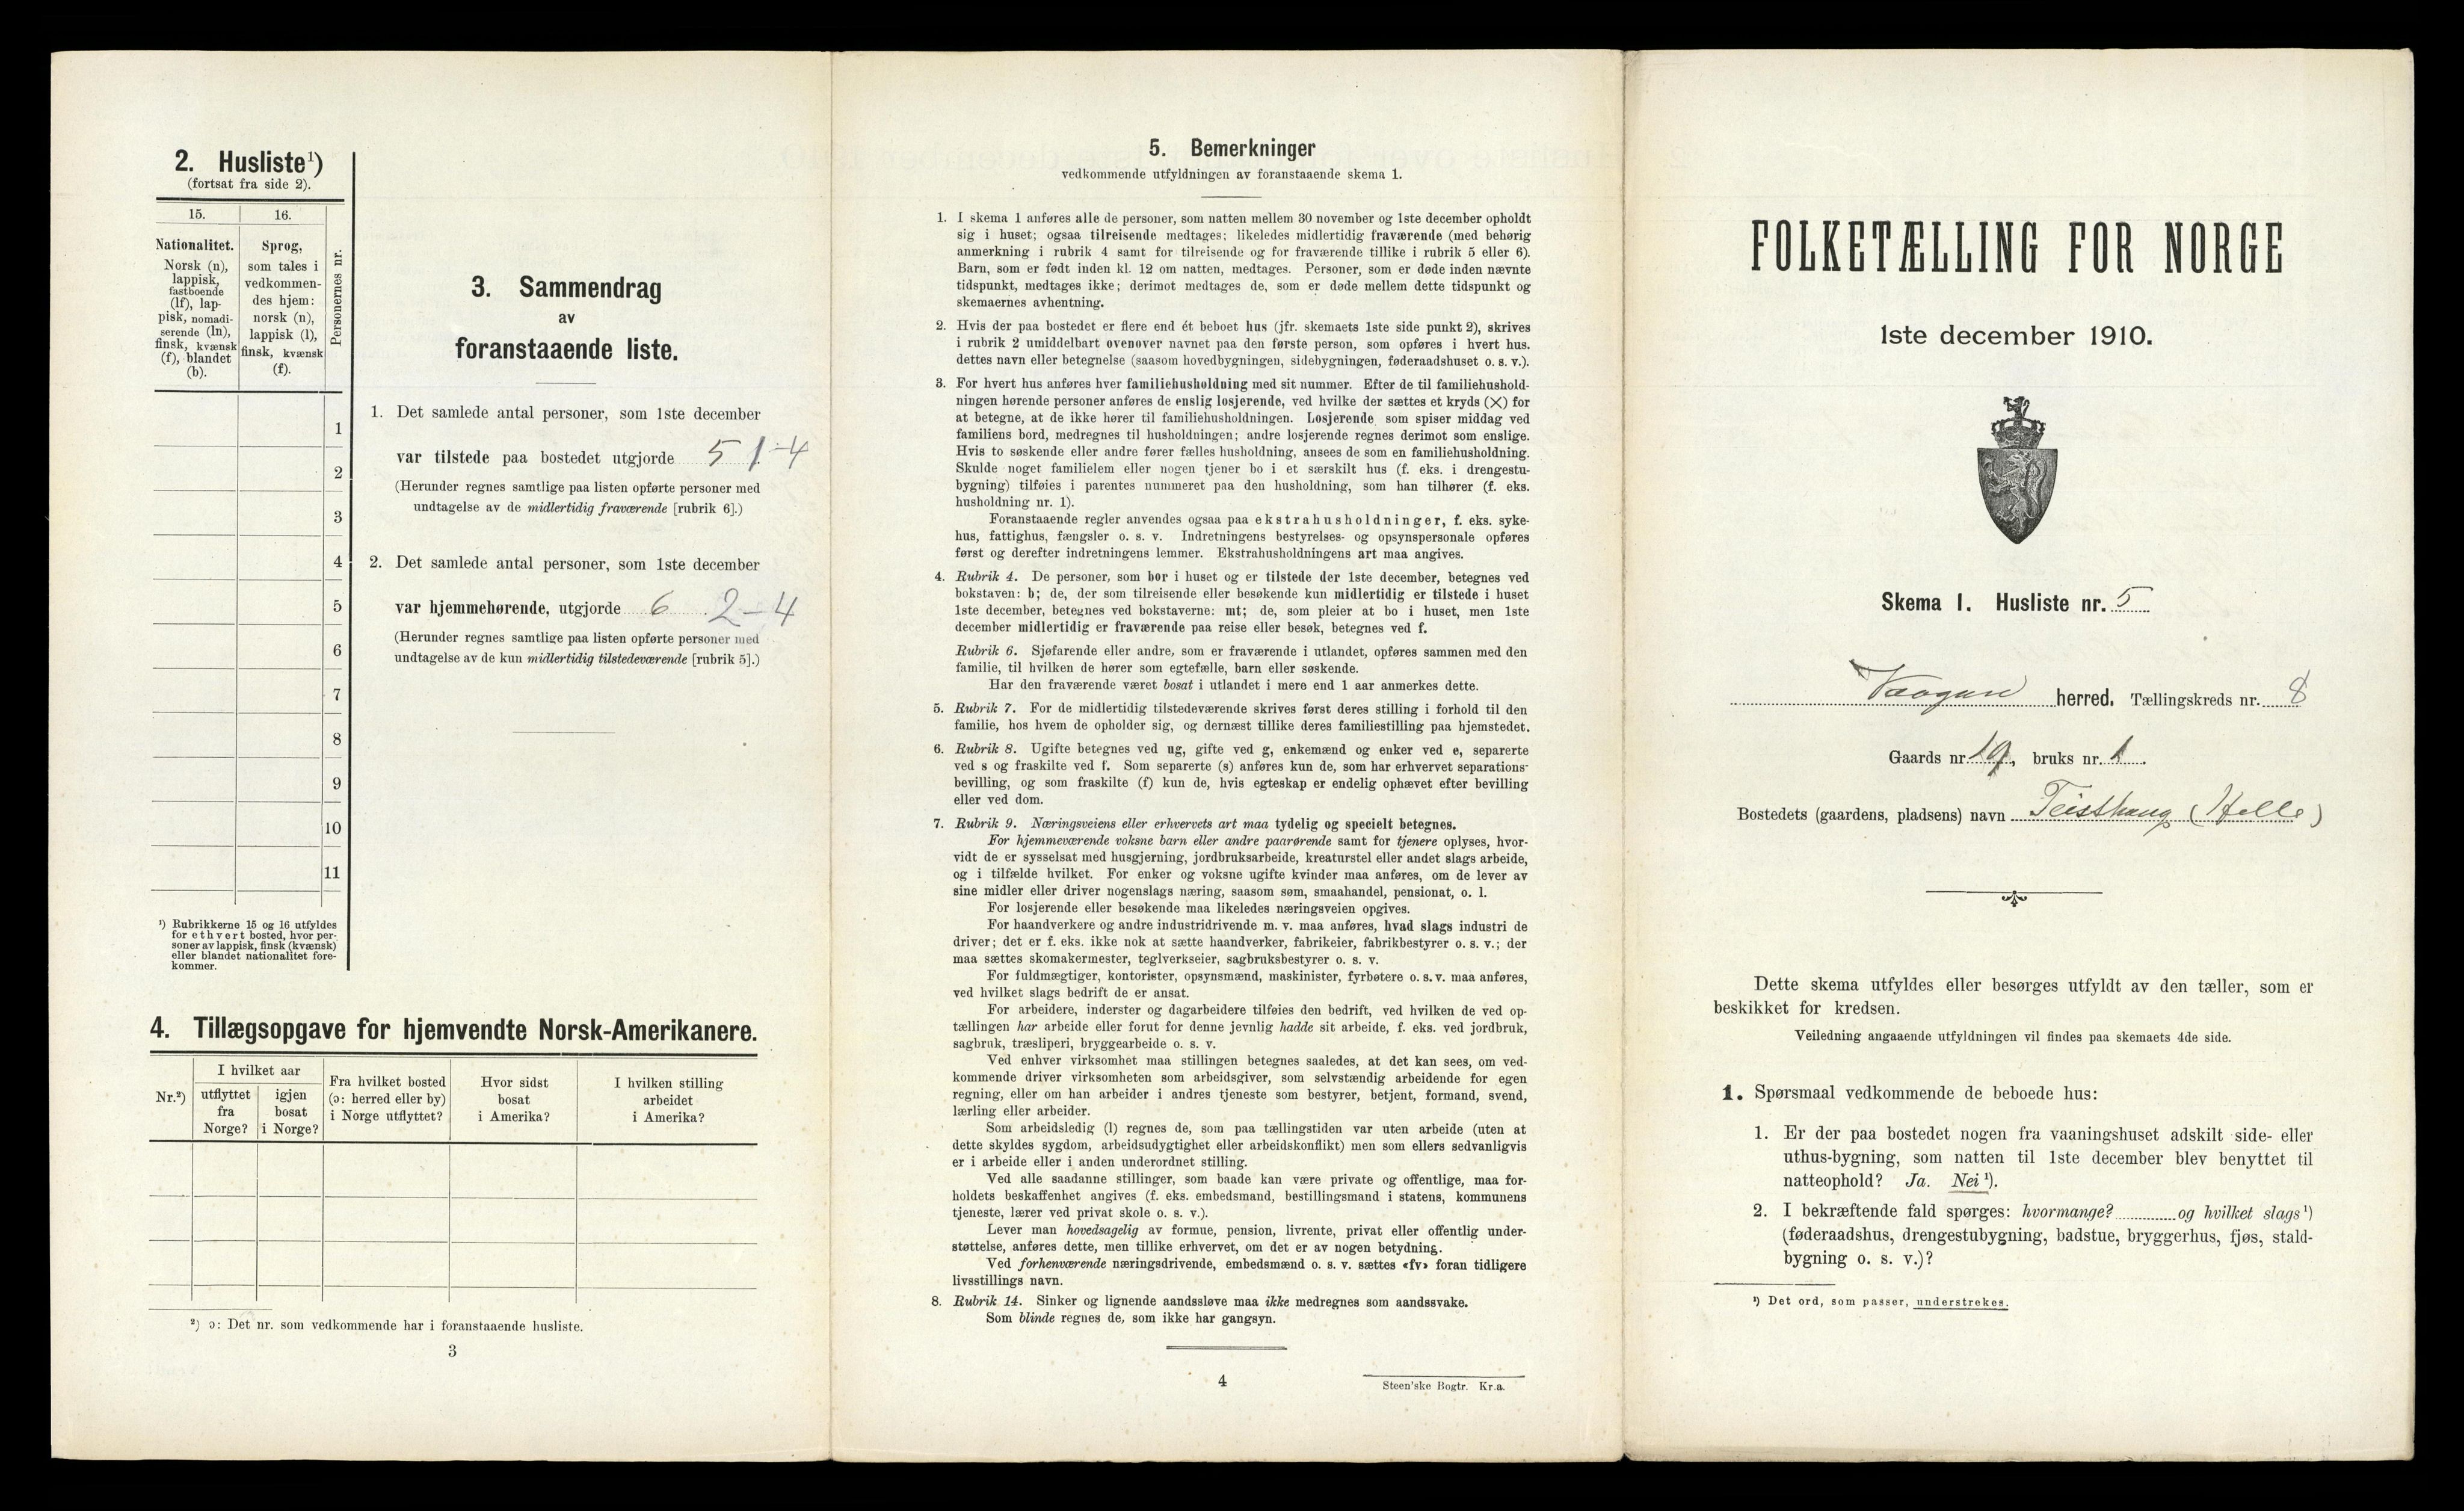 2. Husliste¹)
(fortsat fra side 2).
15.
16.
Nationalitet.
Norsk (n),
lappisk,
fastboende
(lf), lap-
pisk, nomadi-
serende (ln),
finsk, kvænsk
(f), blandet
(b).
Sprog,
som tales i
vedkommen-
des hjem:
norsk (n),
lappisk (l),
finsk, kvænsk
(f).
Personernes nr.
1
2
3
4
5
6
7
8
9
10
11
¹) Rubrikkerne 15 og 16 utfyldes
for ethvert bosted, hvor per-
soner av lappisk, finsk (kvænsk)
eller blandet nationalitet fore-
kommer.
3. Sammendrag
av
foranstaaende liste.
1. Det samlede antal personer, som 1ste december
var tilstede paa bostedet utgjorde 5 1-4
(Herunder regnes samtlige paa listen opførte personer med
undtagelse av de midlertidig fraværende [rubrik 6].)
2. Det samlede antal personer, som 1ste december
var hjemmehørende, utgjorde 6 2-4
(Herunder regnes samtlige paa listen opførte personer med
undtagelse av de kun midlertidig tilstedeværende [rubrik 5].)
4. Tillægsopgave for hjemvendte Norsk-Amerikanere.
Nr.²)
I hvilket aar
utflyttet
fra
Norge?
igjen
bosat
i Norge?
Fra hvilket bosted
(ɔ: herred eller by)
i Norge utflyttet?
Hvor sidst
bosat
i Amerika?
I hvilken stilling
arbeidet
i Amerika?
²) ɔ: Det nr. som vedkommende har i foranstaaende husliste.
3
5. Bemerkninger
vedkommende utfyldningen av foranstaaende skema 1.
1. I skema 1 anføres alle de personer, som natten mellem 30 november og 1ste december opholdt
sig i huset; ogsaa tilreisende medtages; likeledes midlertidig fraværende (med behørig
anmerkning i rubrik 4 samt for tilreisende og for fraværende tillike i rubrik 5 eller 6).
Barn, som er født inden kl. 12 om natten, medtages. Personer, som er døde inden nævnte
tidspunkt, medtages ikke; derimot medtages de, som er døde mellem dette tidspunkt og
skemaernes avhentning.
2. Hvis der paa bostedet er flere end ét beboet hus (jfr. skemaets 1ste side punkt 2), skrives
i rubrik 2 umiddelbart ovenover navnet paa den første person, som opføres i hvert hus.
dettes navn eller betegnelse (saasom hovedbygningen, sidebygningen, føderaadshuset o. s. v.).
3. For hvert hus anføres hver familiehusholdning med sit nummer. Efter de til familiehushold-
ningen hørende personer anføres de enslig losjerende, ved hvilke der sættes et kryds (×) for
at betegne, at de ikke hører til familiehusholdningen. Losjerende som spiser middag ved
familiens bord, medregnes til husholdningen; andre losjerende regnes derimot som enslige.
Hvis to søskende eller andre fører fælles husholdning, ansees de som en familiehusholdning.
Skulde noget familielem eller nogen tjener bo i et særskilt hus (f. eks. i drengestu-
bygning) tilføies i parentes nummeret paa den husholdning, som han tilhører (f. eks.
husholdning nr. 1).
Foranstaaende regler anvendes ogsaa paa ekstrahusholdninger, f. eks. syke-
hus, fattighus, fængsler o. s. v. Indretningens bestyrelses- og opsynspersonale opføres
først og derefter indretningens lemmer. Ekstrahusholdningens art maa angives.
4. Rubrik 4. De personer, som bor i huset og er tilstede der 1ste december, betegnes ved
bokstaven: b; de, der som tilreisende eller besøkende kun midlertidig er tilstede i huset
1ste december, betegnes ved bokstaverne: mt; de, som pleier at bo i huset, men 1ste
december midlertidig er fraværende paa reise eller besøk, betegnes ved f.
Rubrik 6. Sjøfarende eller andre, som er fraværende i utlandet, opføres sammen med den
familie, til hvilken de hører som egtefælle, barn eller søskende.
Har den fraværende været bosat i utlandet i mere end 1 aar anmerkes dette.
5. Rubrik 7. For de midlertidig tilstedeværende skrives først deres stilling i forhold til den
familie, hos hvem de opholder sig, og dernæst tillike deres familiestilling paa hjemstedet.
6. Rubrik 8. Ugifte betegnes ved ug, gifte ved g, enkemænd og enker ved e, separerte
ved s og fraskilte ved f. Som separerte (s) anføres kun de, som har erhvervet separations-
bevilling, og som fraskilte (f) kun de, hvis egteskap er endelig ophævet efter bevilling
eller ved dom.
7. Rubrik 9. Næringsveiens eller erhvervets art maa tydelig og specielt betegnes.
For hjemmeværende voksne barn eller andre paarørende samt for tjenere oplyses, hvor-
vidt de er sysselsat med husgjerning, jordbruksarbeide, kreaturstel eller andet slags arbeide,
og i tilfælde hvilket. For enker og voksne ugifte kvinder maa anføres, om de lever av
sine midler eller driver nogenslags næring, saasom søm, smaahandel, pensionat, o. l.
For losjerende eller besøkende maa likeledes næringsveien opgives.
For haandverkere og andre industridrivende m. v. maa anføres, hvad slags industri de
driver; det er f. eks. ikke nok at sætte haandverker, fabrikeier, fabrikbestyrer o. s. v.; der
maa sættes skomakermester, teglverkseier, sagbruksbestyrer o. s. v.
For fuldmægtiger, kontorister, opsynsmænd, maskinister, fyrbøtere o. s. v. maa anføres,
ved hvilket slags bedrift de er ansat.
For arbeidere, inderster og dagarbeidere tilføies den bedrift, ved hvilken de ved op-
tællingen har arbeide eller forut for denne jevnlig hadde sit arbeide, f. eks. ved jordbruk,
sagbruk, træsliperi, bryggearbeide o. s. v.
Ved enhver virksomhet maa stillingen betegnes saaledes, at det kan sees, om ved-
kommende driver virksomheten som arbeidsgiver, som selvstændig arbeidende for egen
regning, eller om han arbeider i andres tjeneste som bestyrer, betjent, formand, svend,
lærling eller arbeider.
Som arbeidsledig (l) regnes de, som paa tællingstiden var uten arbeide (uten at
dette skyldes sygdom, arbeidsudygtighet eller arbeidskonflikt) men som ellers sedvanligvis
er i arbeide eller i anden underordnet stilling.
Ved alle saadanne stillinger, som baade kan være private og offentlige, maa for-
holdets beskaffenhet angives (f. eks. embedsmand, bestillingsmand i statens, kommunens
tjeneste, lærer ved privat skole o. s. v.).
Lever man hovedsagelig av formue, pension, livrente, privat eller offentlig under-
støttelse, anføres dette, men tillike erhvervet, om det er av nogen betydning.
Ved forhenværende næringsdrivende, embedsmænd o. s. v. sættes «fv» foran tidligere
livsstillings navn.
8. Rubrik 14. Sinker og lignende aandssløve maa ikke medregnes som aandssvake.
Som blinde regnes de, som ikke har gangsyn.
4
Steen'ske Bogtr. Kr.a.
FOLKETÆLLING FOR NORGE
1ste december 1910.
Skema 1. Husliste nr. 5
Vaagan herred. Tællingskreds nr. 8
Gaards nr. 19, bruks nr. 1.
Bostedets (gaardens, pladsens) navn Teisthaug (Helle)
Dette skema utfyldes eller besørges utfyldt av den tæller, som er
beskikket for kredsen.
Veiledning angaaende utfyldningen vil findes paa skemaets 4de side.
1. Spørsmaal vedkommende de beboede hus:
1. Er der paa bostedet nogen fra vaaningshuset adskilt side- eller
uthus-bygning, som natten til 1ste december blev benyttet til
natteophold? Ja. Nei ¹).
2. I bekræftende fald spørges: hvormange? og hvilket slags ¹)
(føderaadshus, drengestubygning, badstue, bryggerhus, fjøs, stald-
bygning o. s. v.)?
¹) Det ord, som passer, understrekes.